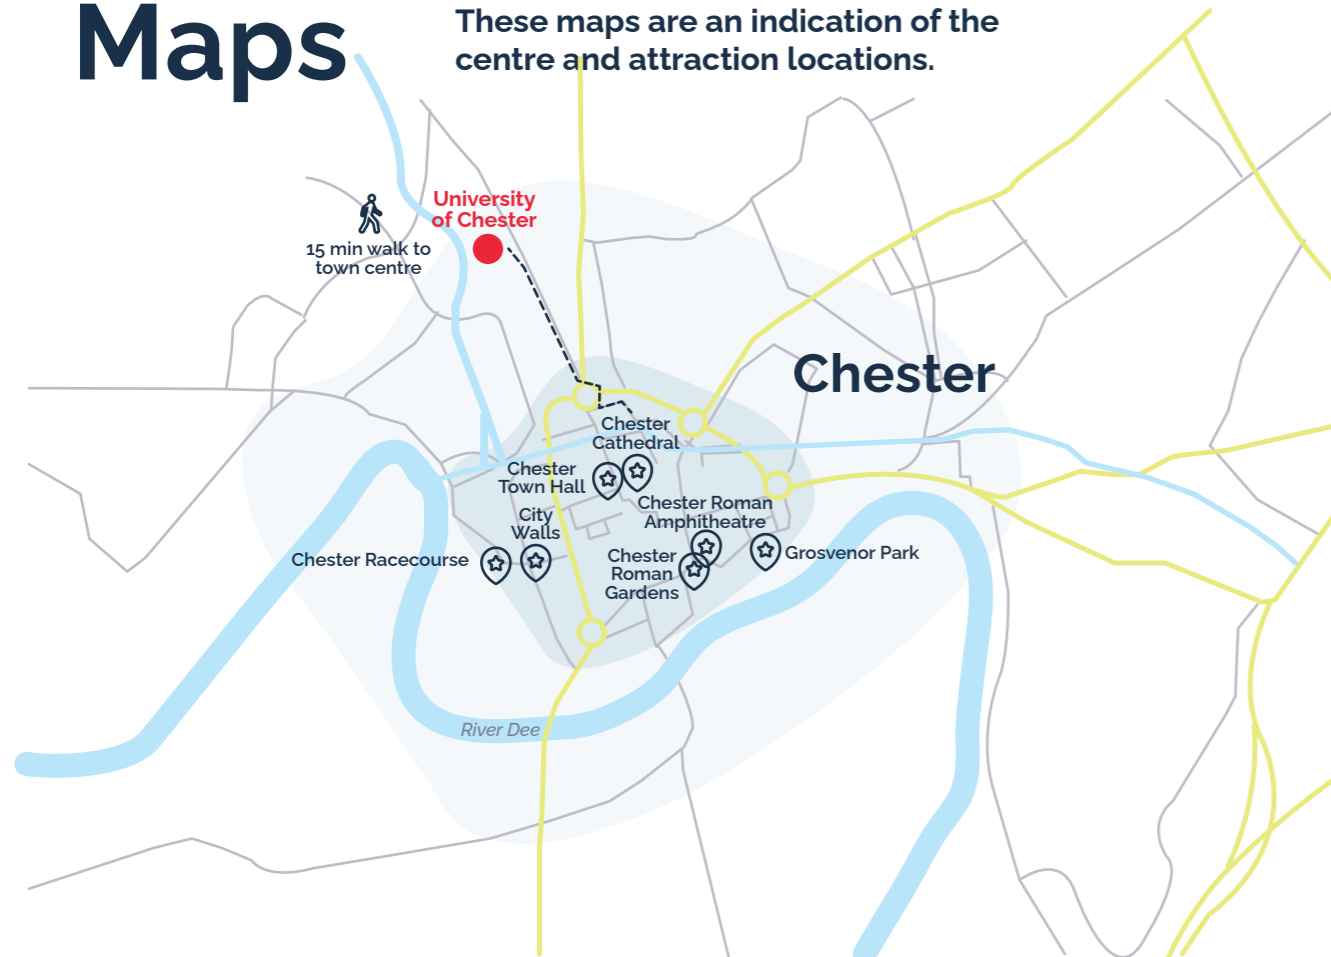 Maps
These maps are an indication of the
centre and attraction locations.
University
of Chester
15 min walk to
town centre
Chester
Chester
Cathedral
Chester
Town Hall
Chester Roman
Amphitheatre
City
Walls
Chester Racecourse
Chester
Roman
Gardens
Grosvenor Park
River Dee